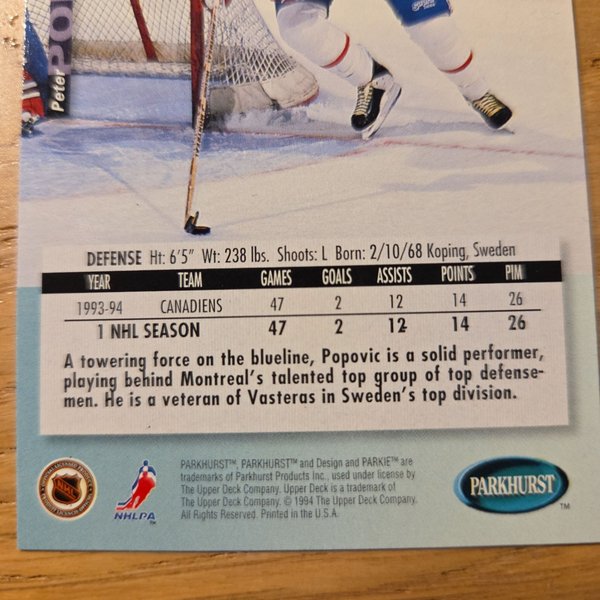 Peter
DEFENSE Ht: 6'5" Wt: 238 lbs. Shoots: L Born: 2/10/68 Koping, Sweden
YEAR TEAM GAMES GOALS ASSISTS POINTS PIM
1993-94 CANADIENS 47 2 12 14 26
1 NHL SEASON 47 2 12 14 26
A towering force on the blueline, Popovic is a solid performer,
playing behind Montreal's talented top group of top defense-
men. He is a veteran of Vasteras in Sweden's top division.
PARKHURST™, PARKHURST™ and Design and PARKIE™ are
trademarks of Parkhurst Products Inc., used under license by
The Upper Deck Company. Upper Deck is a trademark of
The Upper Deck Company. © 1994 The Upper Deck Company.
All Rights Reserved. Printed in the U.S.A.
NHL
NHLPA™
PARKHURST™